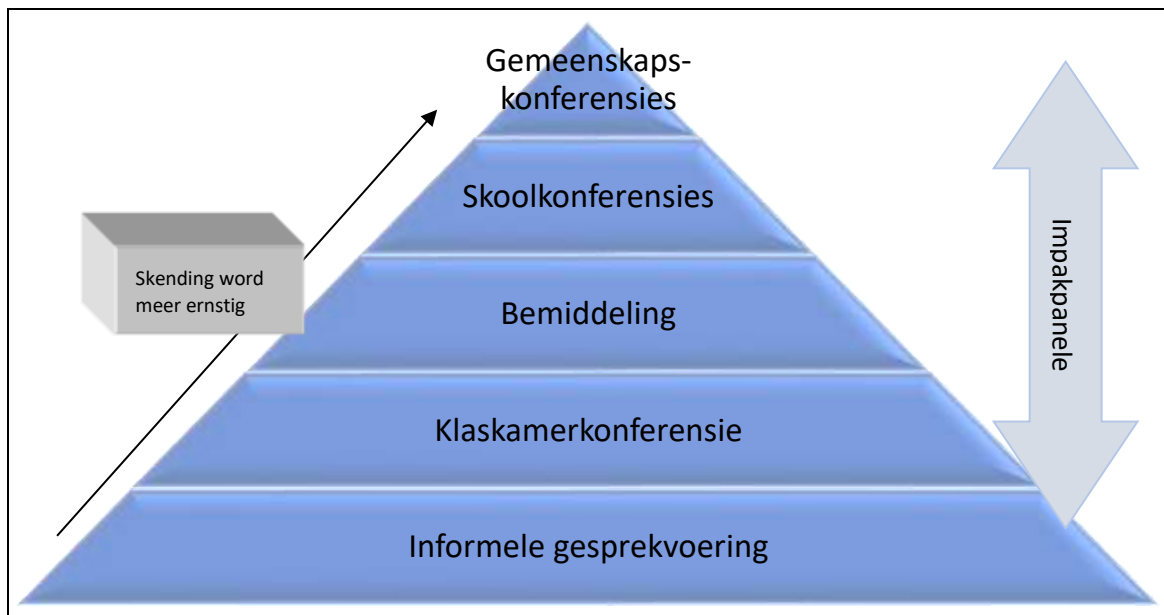 Gemeenskaps-
konferensies
Skoolkonferensies
Skending word
meer ernstig
Bemiddeling
Impakpanele
Klaskamerkonferensie
Informele gesprekvoering